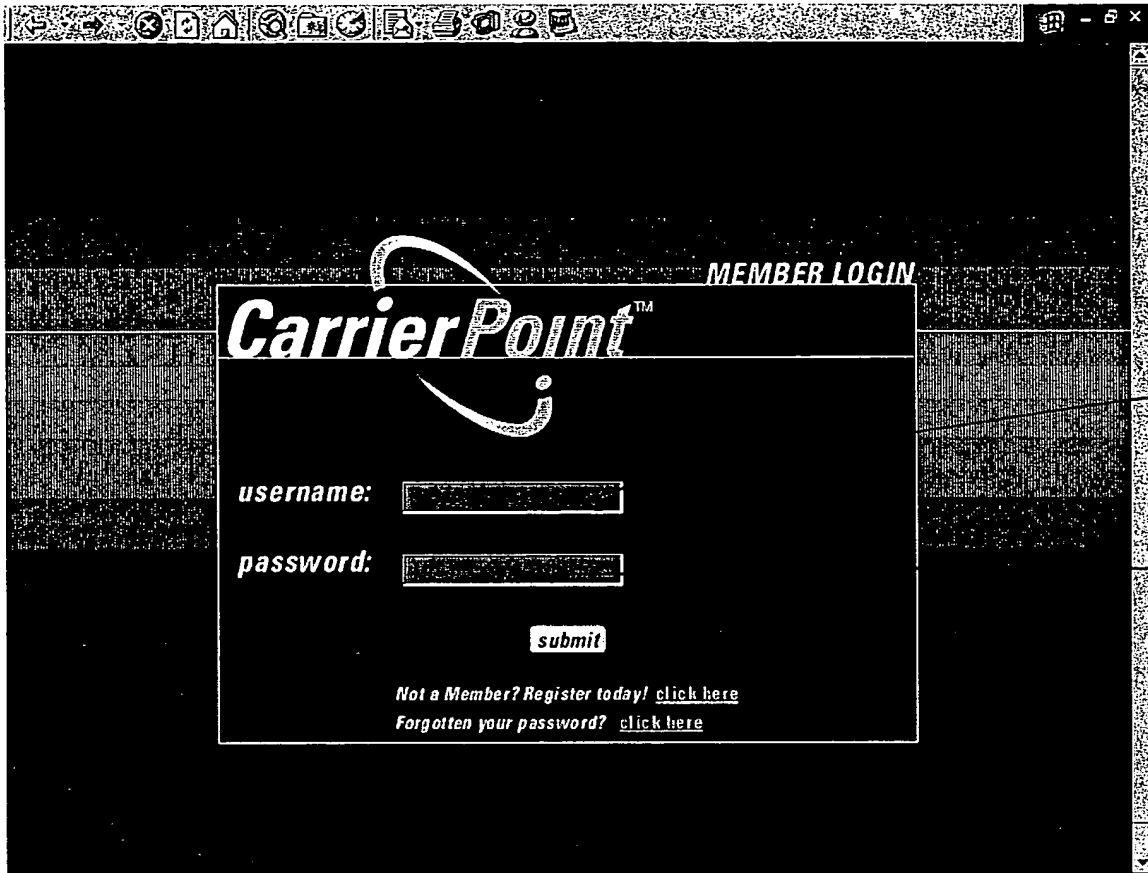 MEMBER LOGIN
CarrierPoint™
username:
password:
submit
Not a Member? Register today! click here
Forgotten your password? click here